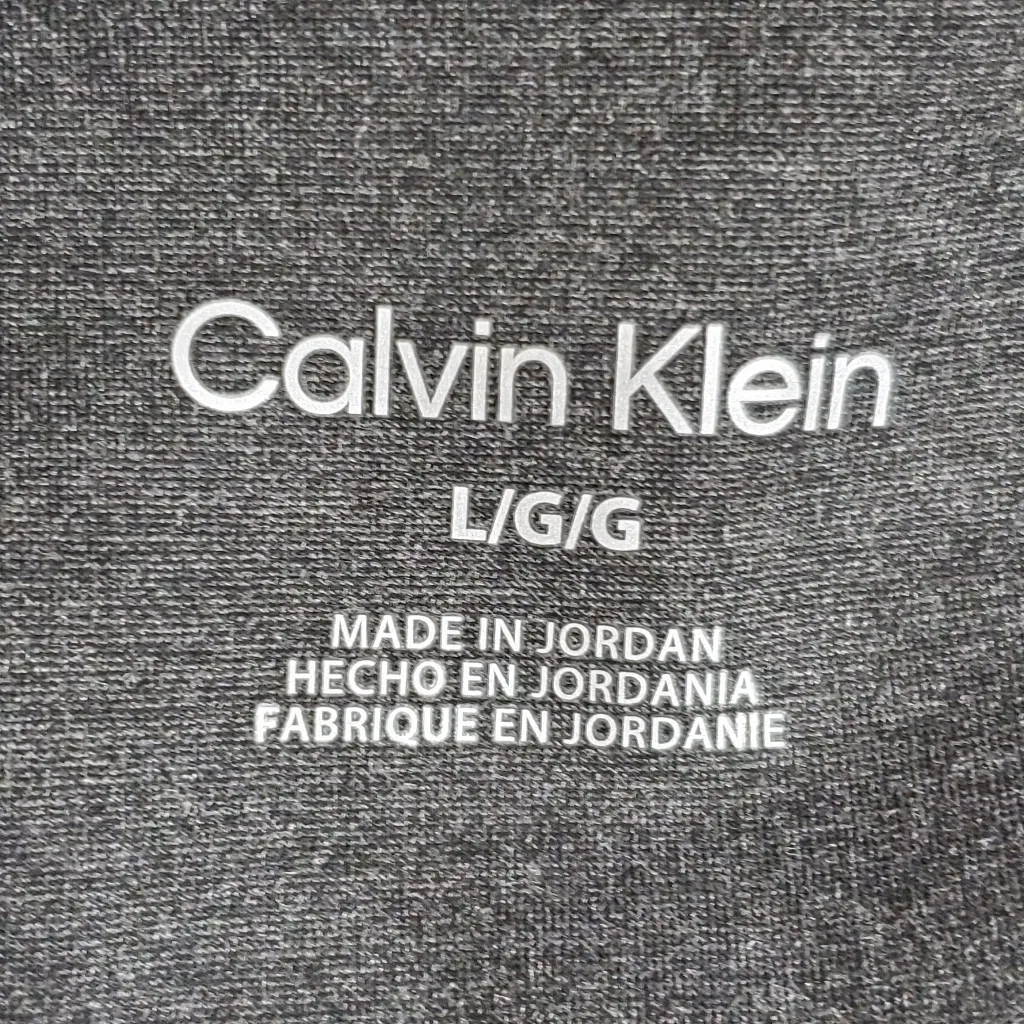 Calvin Klein
L/G/G
MADE IN JORDAN
HECHO EN JORDANIA
FABRIQUE EN JORDANIE